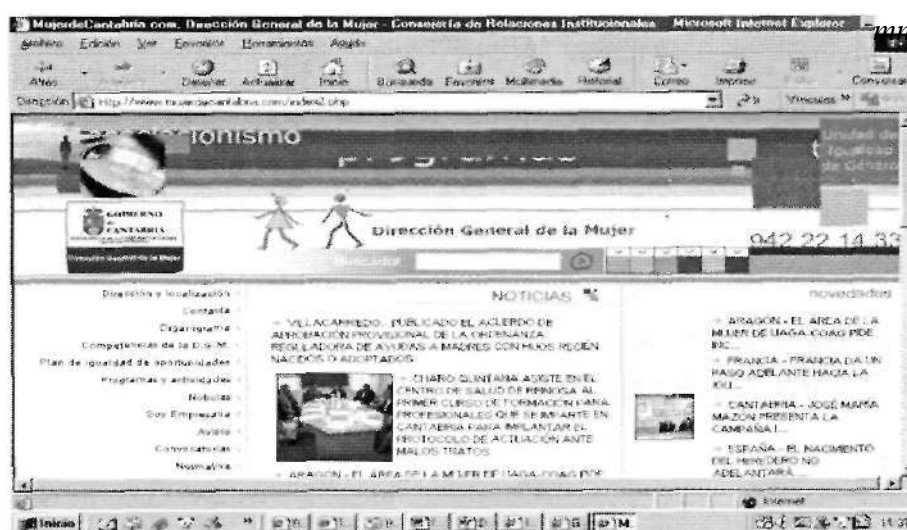 MujerdeCantabria.com. Dirección General de la Mujer - Consejería de Relaciones Institucionales - Microsoft Internet Explorer
Archivo Edición Ver Favoritos Herramientas Ayuda
Atrás Detener Actualizar Inicio Búsqueda Favoritos Multimedia Historial Correo Imprimir
Dirección http://www.mujerdecantabria.com/index2.php Vínculos »
ionismo
programas
Unidad de
Igualdad
de Género
GOBIERNO
de
CANTABRIA
Dirección General de la Mujer
Dirección General de la Mujer
942 22 14 33
Buscador
Dirección y localización
Contacta
Organigrama
Competencias de la D.G.M.
Plan de igualdad de oportunidades
Programas y actividades
Noticias
Soy Empresaria
Avisos
Convocatorias
Normativa
NOTICIAS
VILLACARRIEDO - PUBLICADO EL ACUERDO DE
APROBACIÓN PROVISIONAL DE LA ORDENANZA
REGULADORA DE AYUDAS A MADRES CON HIJOS RECIÉN
NACIDOS O ADOPTADOS
CHARO QUINTANA ASISTE EN EL
CENTRO DE SALUD DE REINOSA AL
PRIMER CURSO DE FORMACIÓN PARA
PROFESIONALES QUE SE IMPARTE EN
CANTABRIA PARA IMPLANTAR EL
PROTOCOLO DE ACTUACIÓN ANTE
MALOS TRATOS
ARAGÓN - EL ÁREA DE LA MUJER DE UAGA-COAG PIDE
novedades
ARAGÓN - EL ÁREA DE LA
MUJER DE UAGA-COAG PIDE
INC...
FRANCIA - FRANCIA DA UN
PASO ADELANTE HACIA LA
IGU...
CANTABRIA - JOSÉ MARÍA
MAZÓN PRESENTA LA
CAMPAÑA I...
ESPAÑA - EL NACIMIENTO
DEL HEREDERO NO
ADELANTARÁ
Internet
Inicio